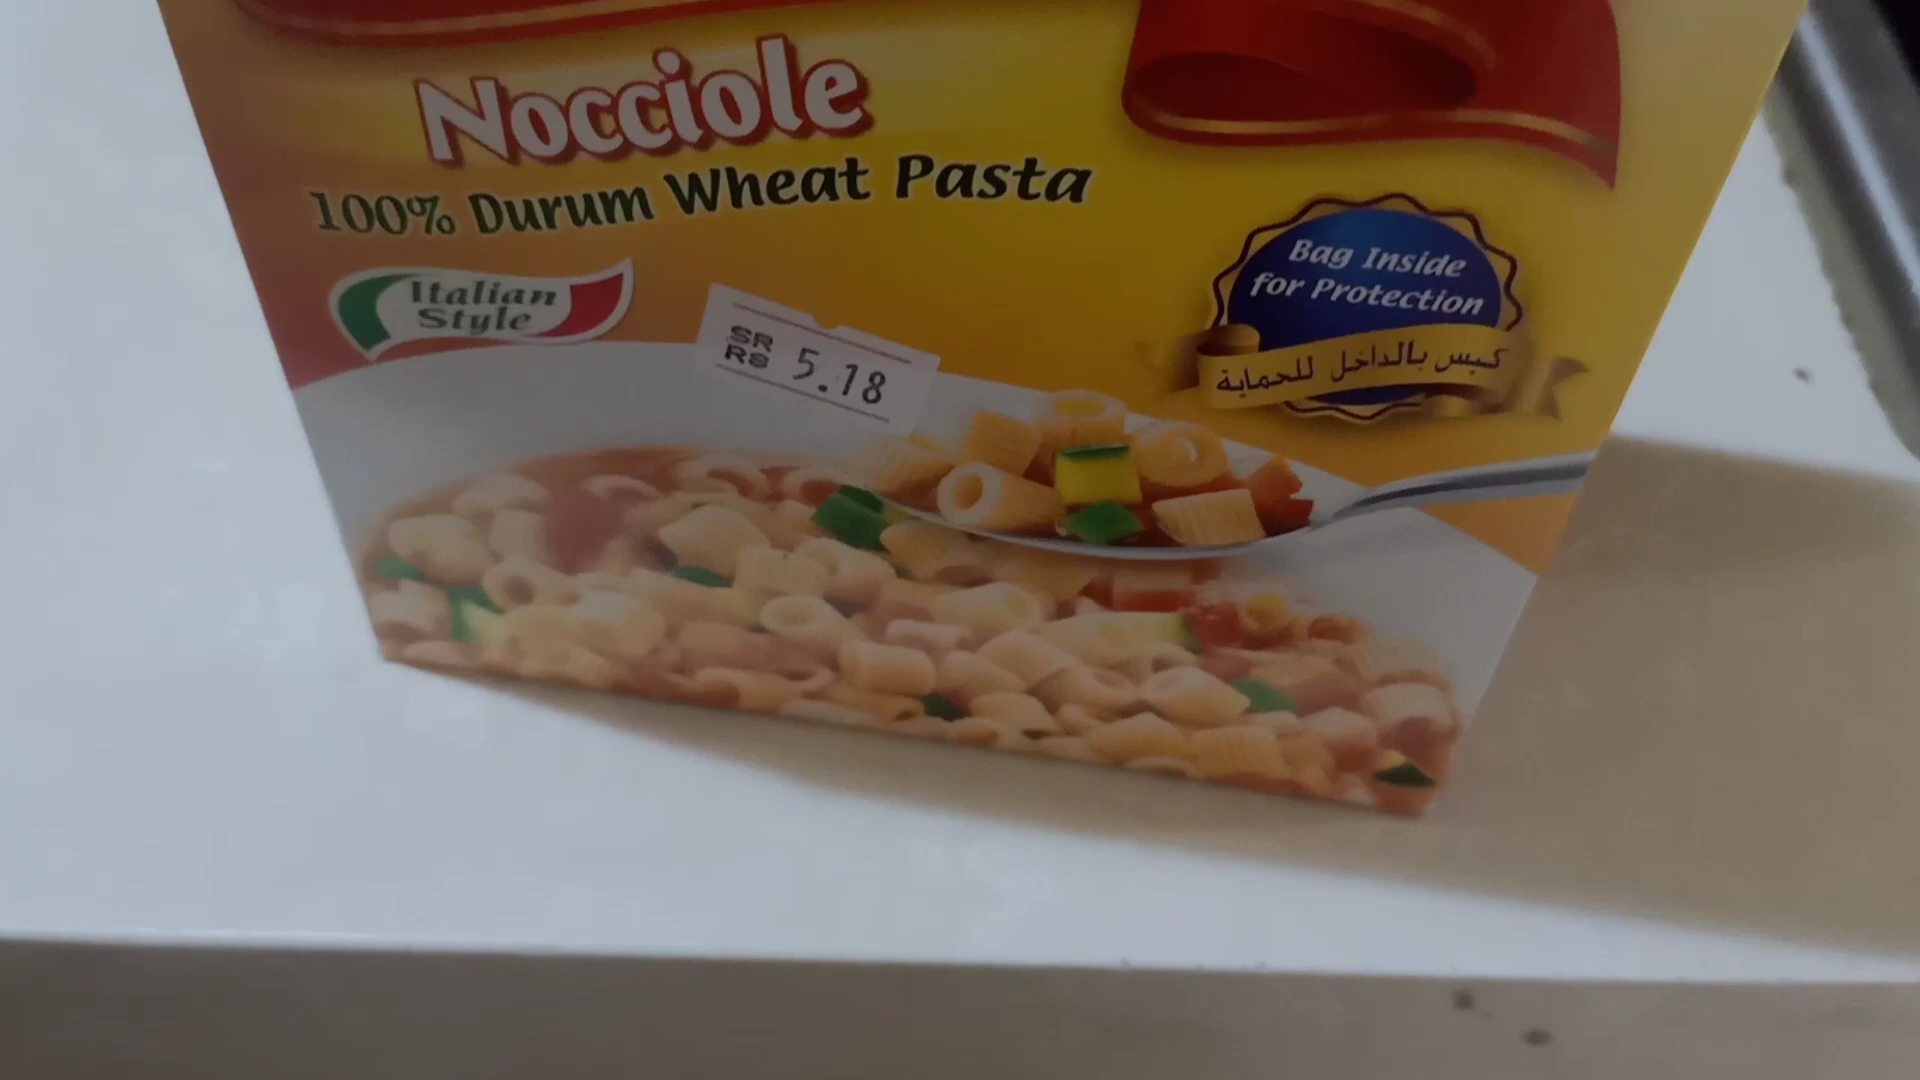 Nocciole
100% Durum Wheat Pasta
Italian
Style
SR
RS
5.18
Bag Inside
for Protection
كيس بالداخل للحماية